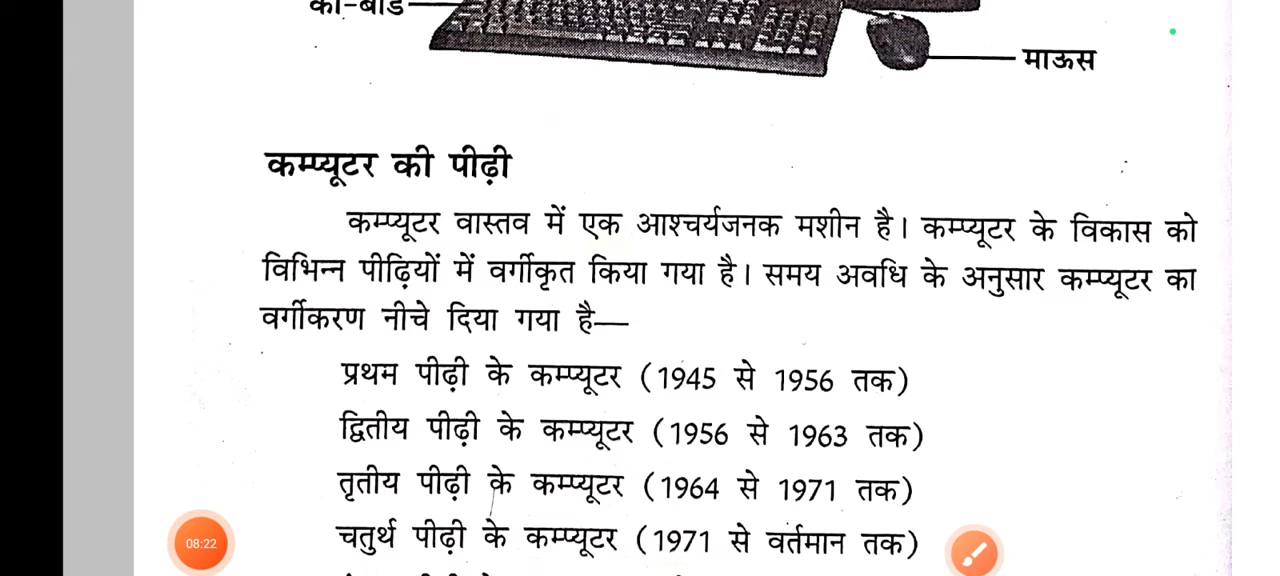 माऊस
कम्प्यूटर की पीढ़ी
कम्प्यूटर वास्तव में एक आश्चर्यजनक मशीन है। कम्प्यूटर के विकास को
विभिन्न पीढ़ियों में वर्गीकृत किया गया है। समय अवधि के अनुसार कम्प्यूटर का
वर्गीकरण नीचे दिया गया है—
प्रथम पीढ़ी के कम्प्यूटर (1945 से 1956 तक)
द्वितीय पीढ़ी के कम्प्यूटर (1956 से 1963 तक)
तृतीय पीढ़ी के कम्प्यूटर (1964 से 1971 तक)
08:22
चतुर्थ पीढ़ी के कम्प्यूटर (1971 से वर्तमान तक)